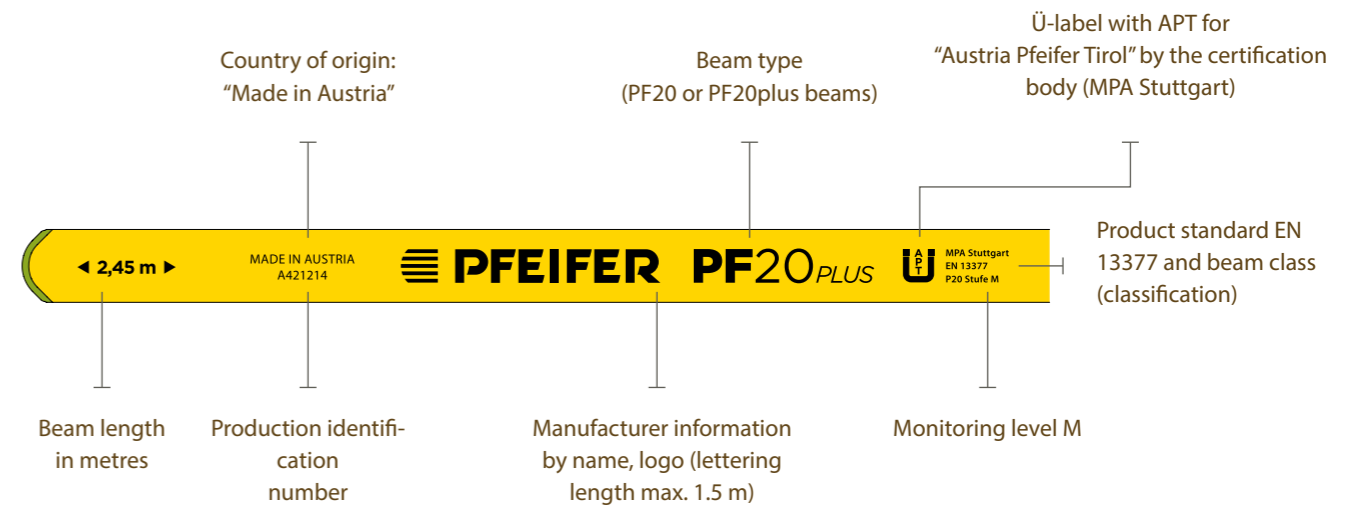 Country of origin:
“Made in Austria”
Beam type
(PF20 or PF20plus beams)
Ü-label with APT for
“Austria Pfeifer Tirol” by the certification
body (MPA Stuttgart)
◄ 2,45 m ►
MADE IN AUSTRIA
A421214
PFEIFER
PF20 PLUS
Ü
APT
MPA Stuttgart
EN 13377
P20 Stufe M
Product standard EN
13377 and beam class
(classification)
Beam length
in metres
Production identifi-
cation
number
Manufacturer information
by name, logo (lettering
length max. 1.5 m)
Monitoring level M